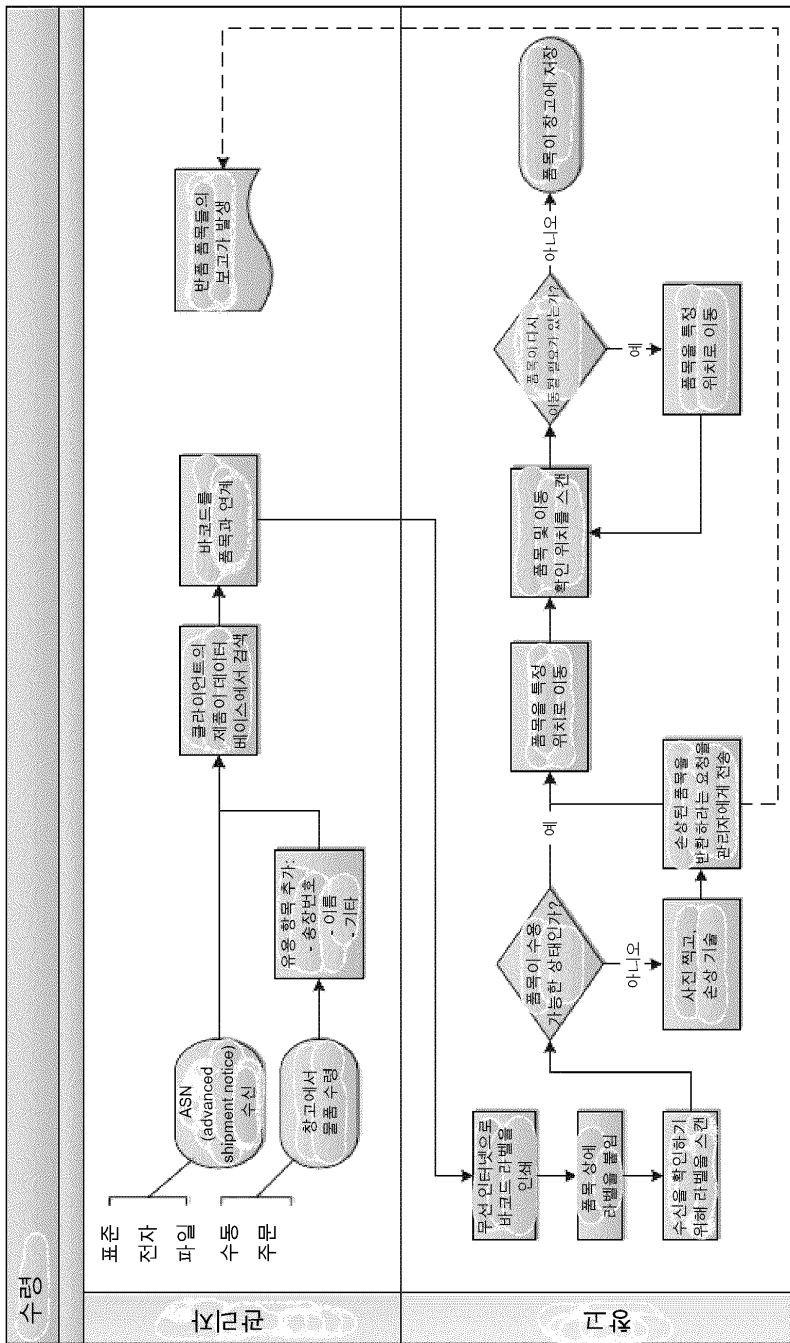 수령
관리자
표준
전자
파일
수동
주문
ASN
(advanced
shipment notice)
수신
창고에서
물품 수령
유용 항목 추가:
- 송장번호
- 이름
- 기타
클라이언트의
제품이 데이터
베이스에서 검색
바코드를
품목과 연계
반품 품목들의
보고가 발생
창고
무선 인터넷으로
바코드 라벨을
인쇄
품목 상에
라벨을 붙임
수신을 확인하기
위해 라벨을 스캔
품목이 수용
가능한 상태인가?
예
아니오
사진 찍고,
손상 기술
손상된 품목을
반환하라는 요청을
관리자에게 전송
품목을 특정
위치로 이동
품목 및 이동
확인 위치를 스캔
품목이 다시
이동될 필요가 있는가?
아니오
예
품목을 특정
위치로 이동
품목이 창고에 저장